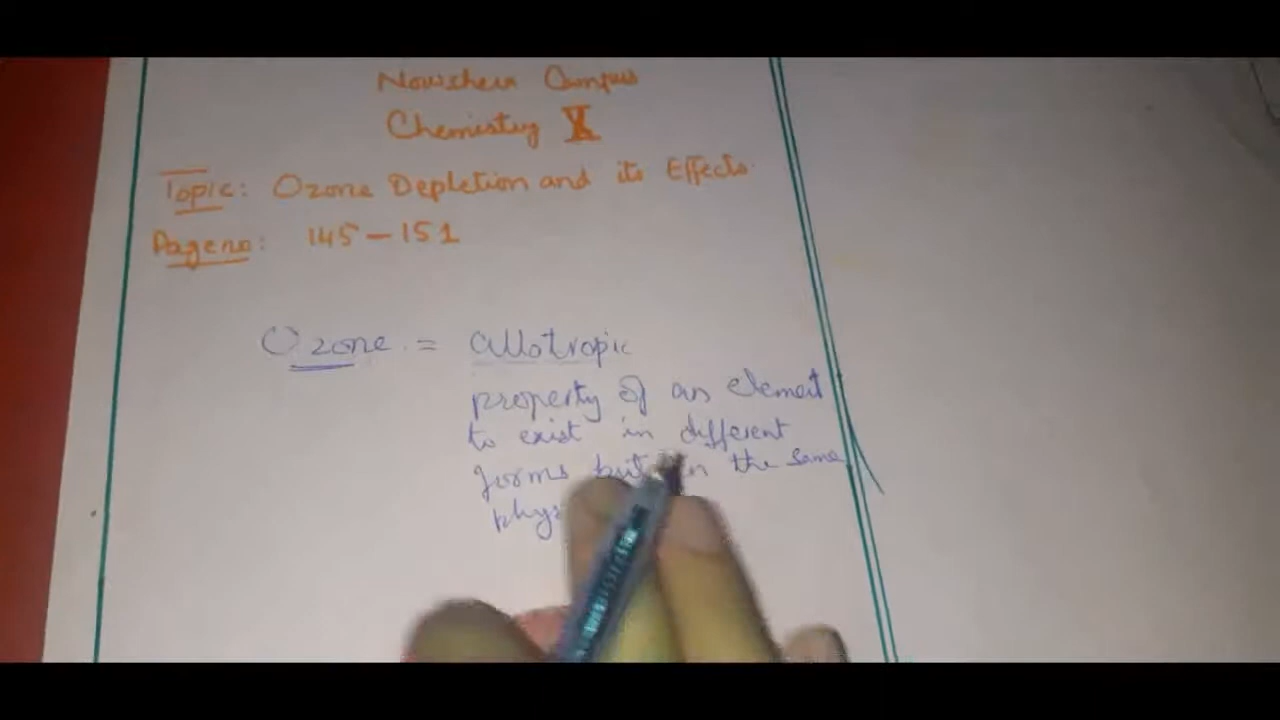 Nowshera Campus
Chemistry X
Topic: Ozone Depletion and its Effects.
Page no: 145-151
Ozone = allotropic
property of an element
to exist in different
forms but in the same